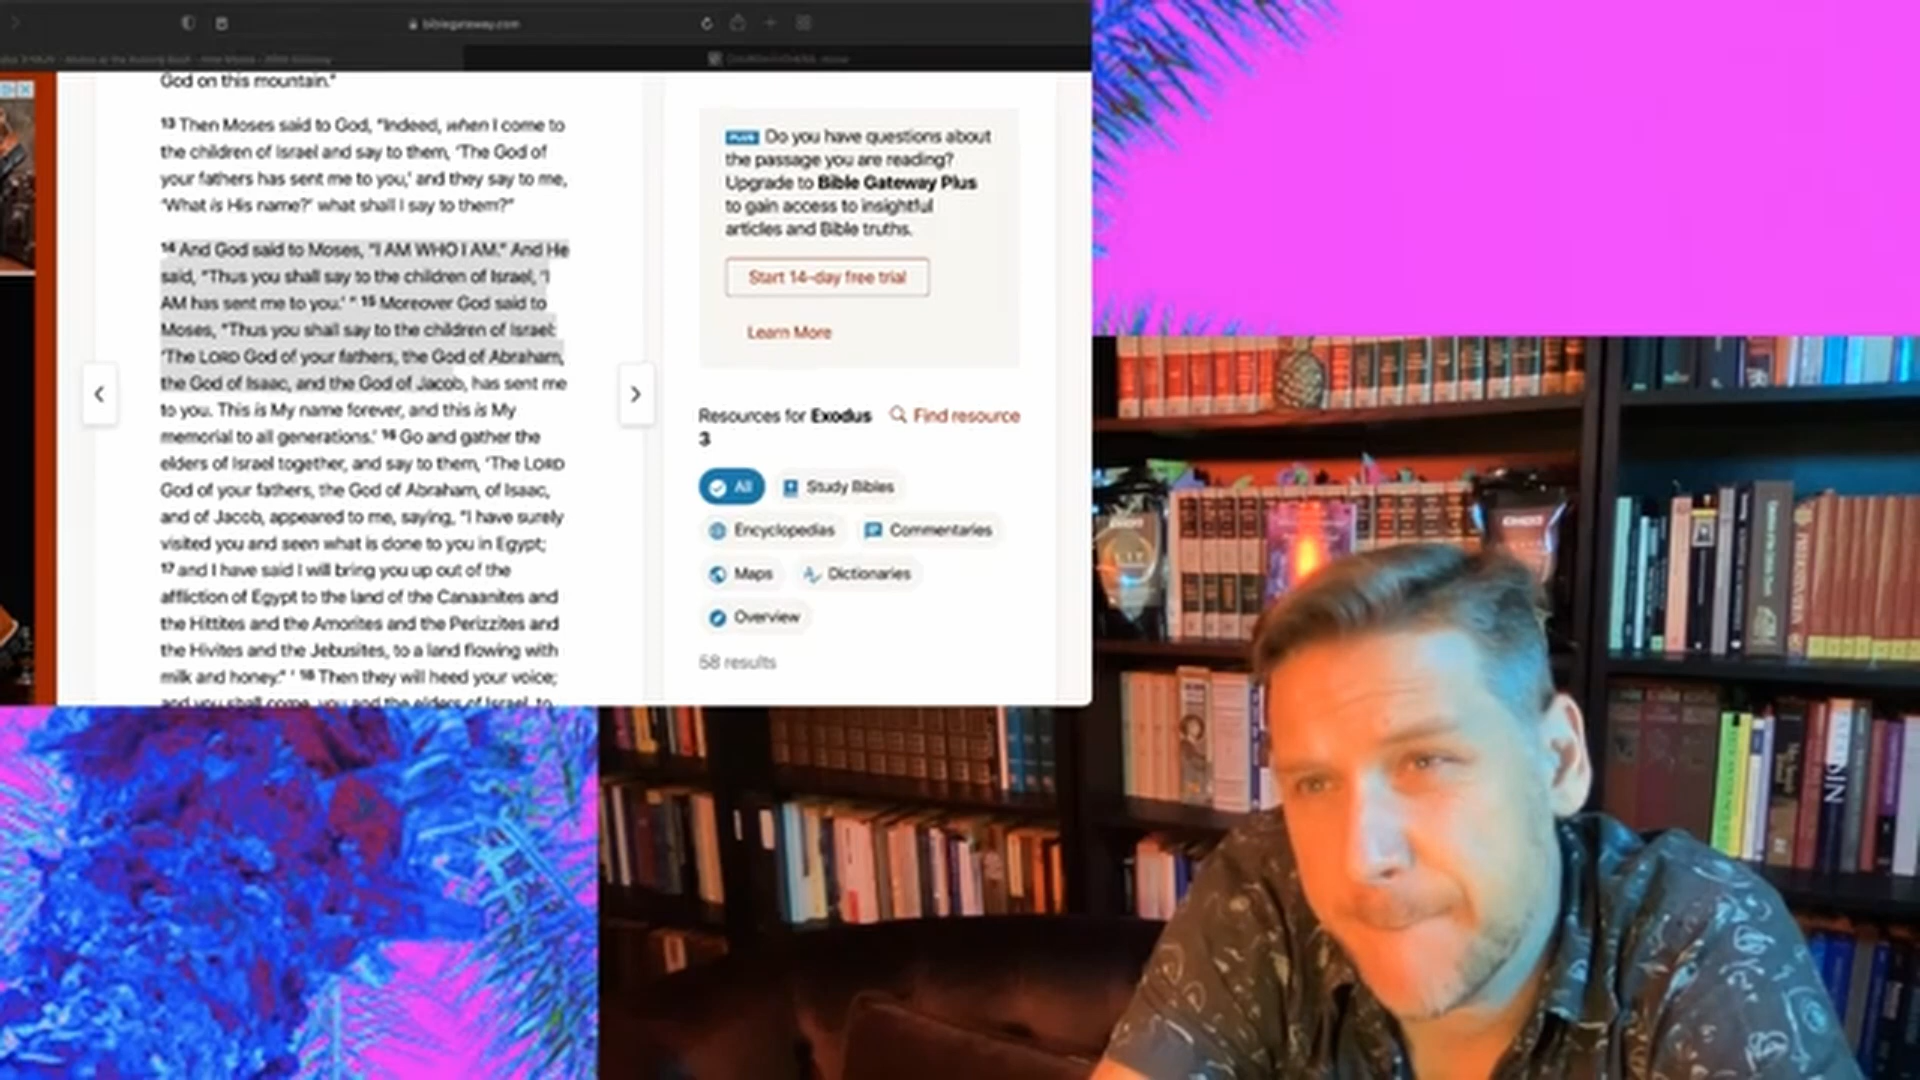 biblegateway.com
God on this mountain."
13 Then Moses said to God, "Indeed, when I come to
the children of Israel and say to them, 'The God of
your fathers has sent me to you,' and they say to me,
'What is His name?' what shall I say to them?"
14 And God said to Moses, "I AM WHO I AM." And He
said, "Thus you shall say to the children of Israel, 'I
AM has sent me to you.' " 15 Moreover God said to
Moses, "Thus you shall say to the children of Israel:
'The LORD God of your fathers, the God of Abraham,
the God of Isaac, and the God of Jacob, has sent me
to you. This is My name forever, and this is My
memorial to all generations.' 16 Go and gather the
elders of Israel together, and say to them, 'The LORD
God of your fathers, the God of Abraham, of Isaac,
and of Jacob, appeared to me, saying, "I have surely
visited you and seen what is done to you in Egypt;
17 and I have said I will bring you up out of the
affliction of Egypt to the land of the Canaanites and
the Hittites and the Amorites and the Perizzites and
the Hivites and the Jebusites, to a land flowing with
milk and honey." ' 18 Then they will heed your voice;
and you shall come, you and the elders of Israel, to
PLUS Do you have questions about
the passage you are reading?
Upgrade to Bible Gateway Plus
to gain access to insightful
articles and Bible truths.
Start 14-day free trial
Learn More
Resources for Exodus
3
Find resource
All
Study Bibles
Encyclopedias
Commentaries
Maps
Dictionaries
Overview
58 results